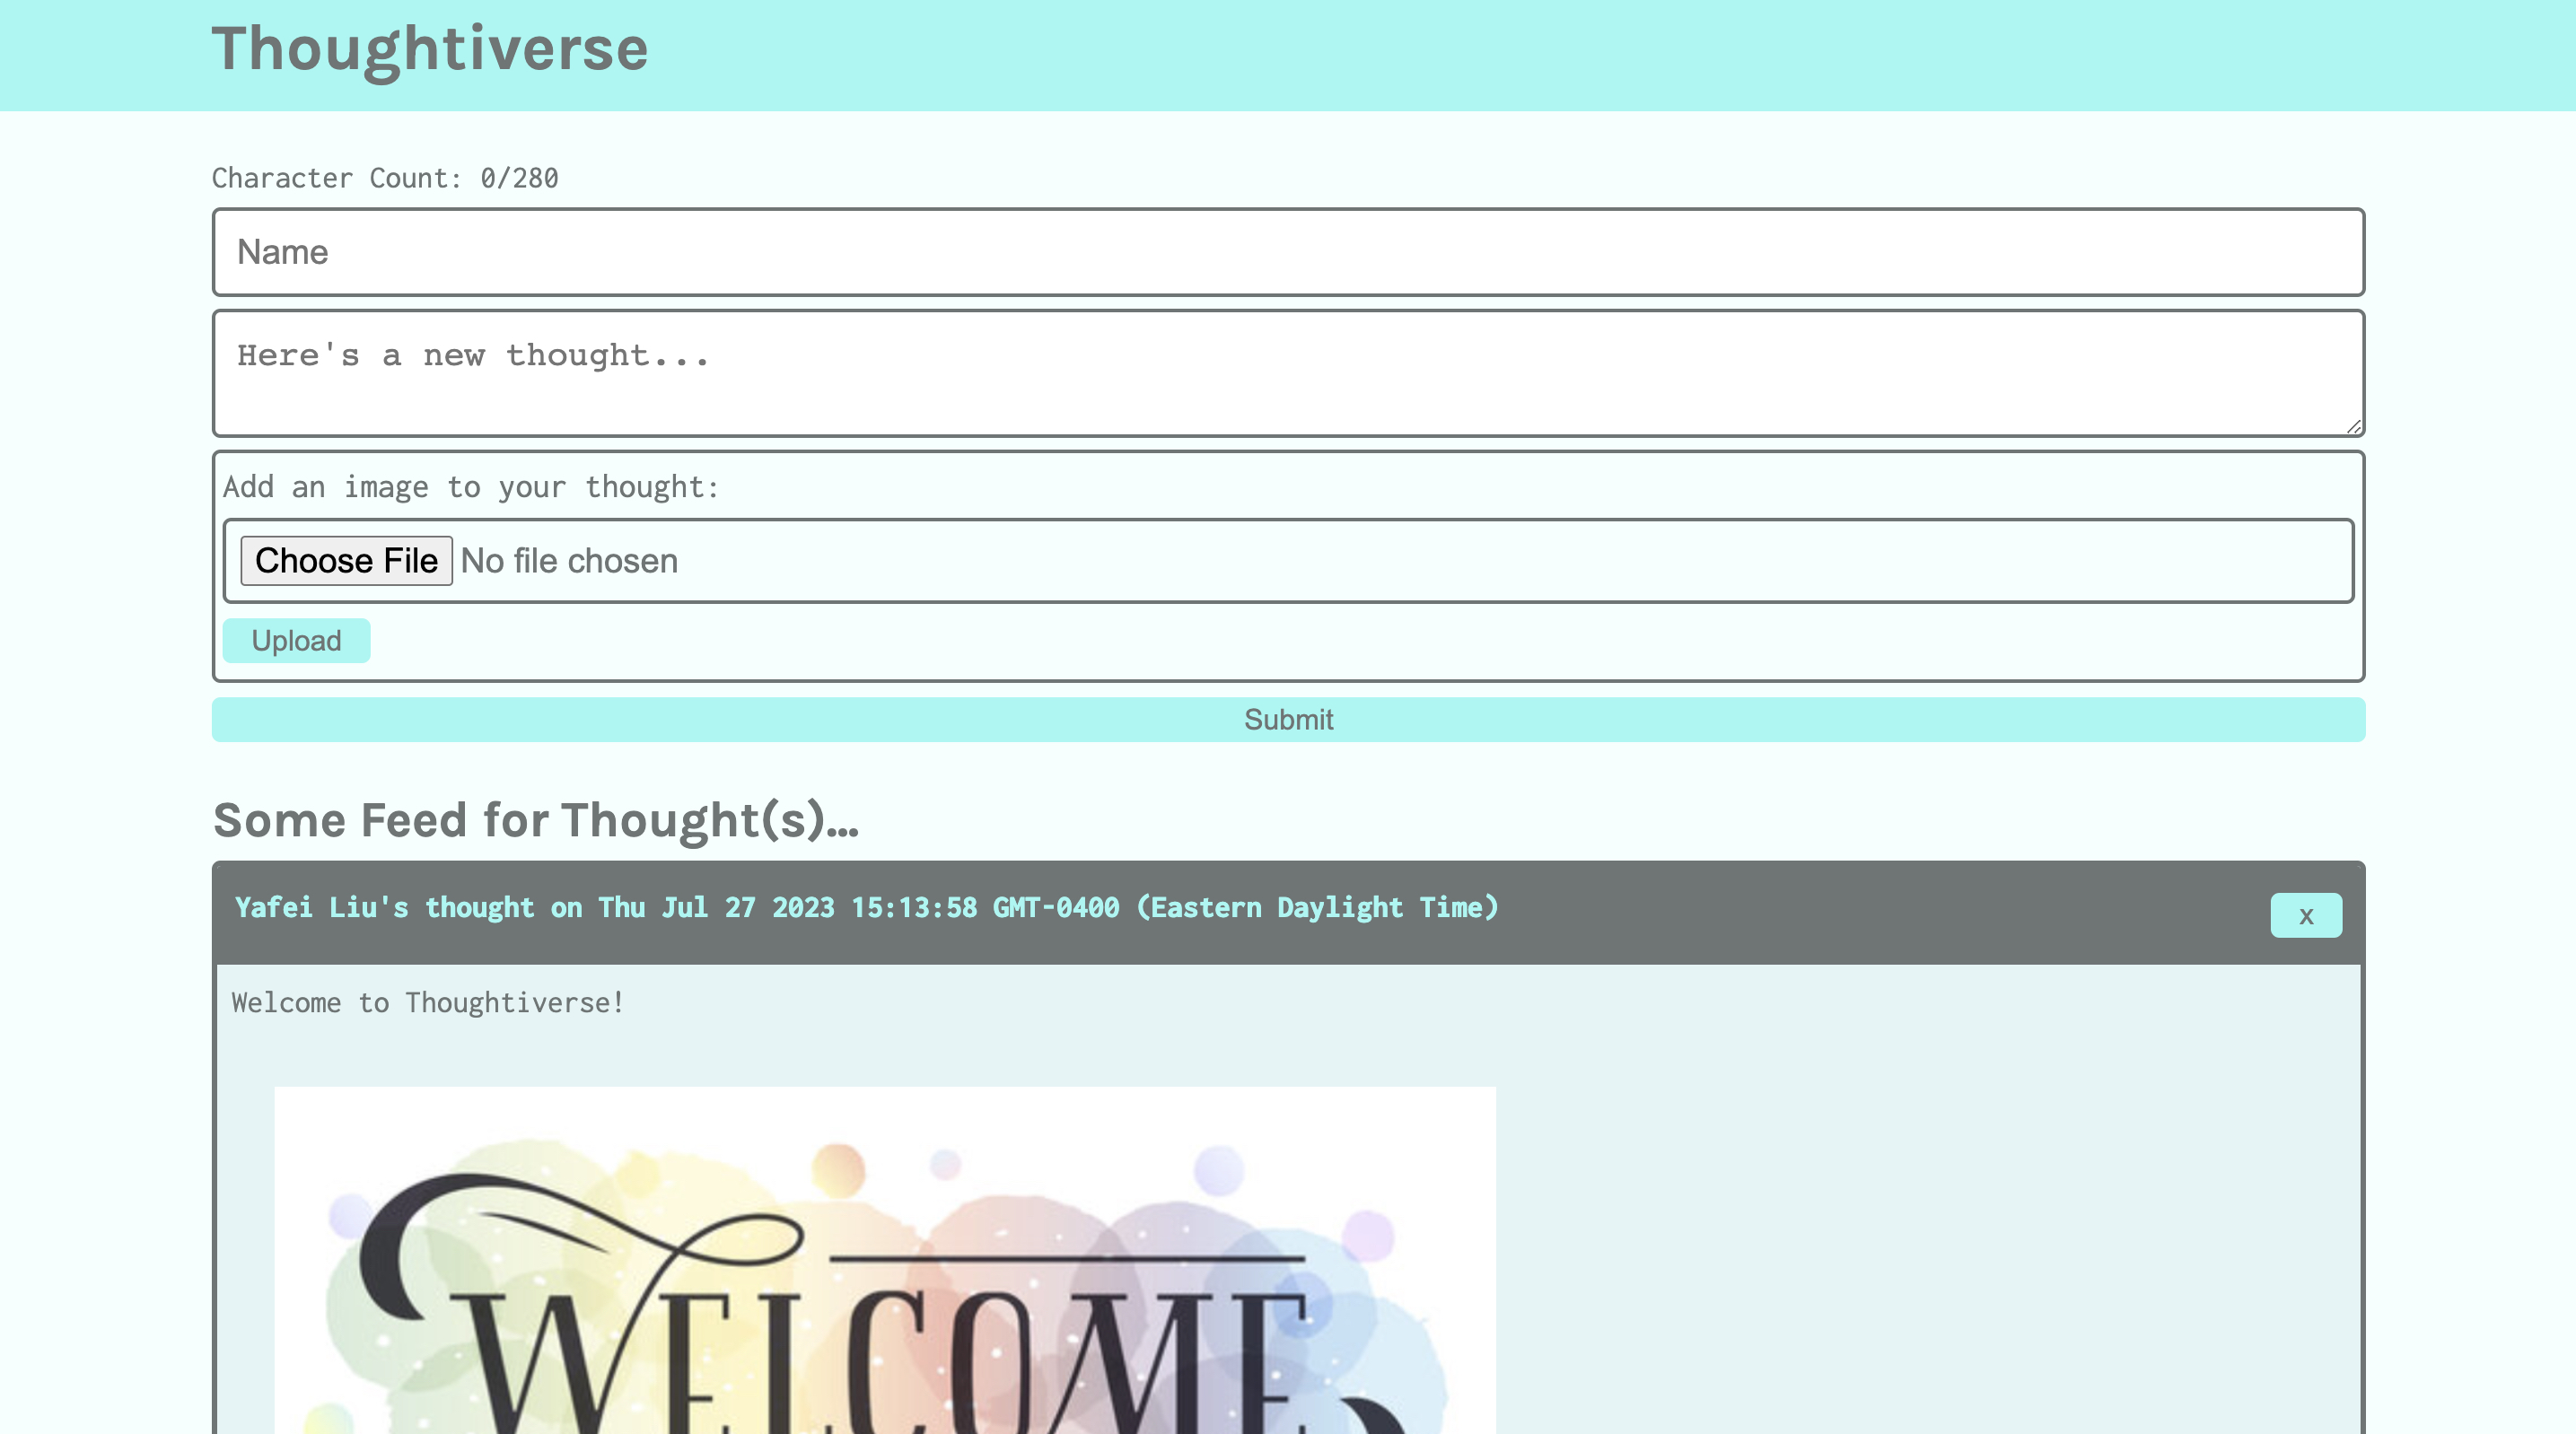 Thoughtiverse
Character Count: 0/280
Name
Here's a new thought...
Add an image to your thought:
Choose File No file chosen
Upload
Submit
Some Feed for Thought(s)...
Yafei Liu's thought on Thu Jul 27 2023 15:13:58 GMT-0400 (Eastern Daylight Time)
x
Welcome to Thoughtiverse!
WELCOME